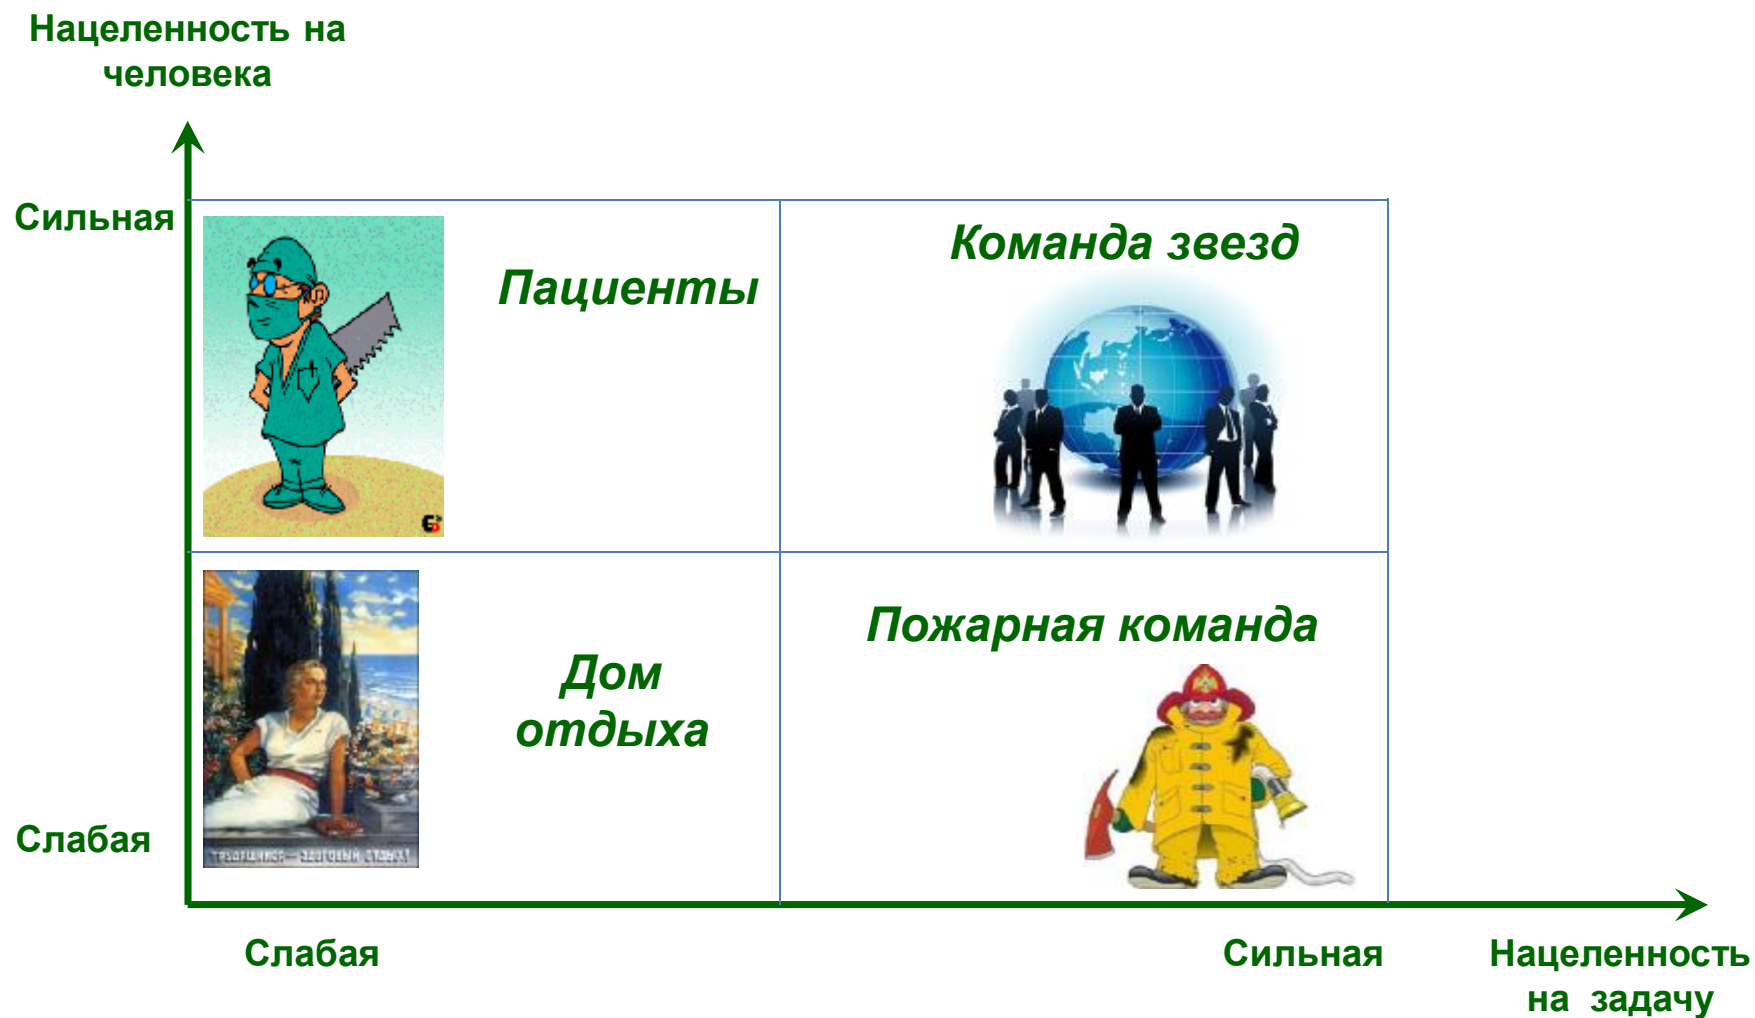 Нацеленность на
человека
Сильная
Пациенты
Команда звезд
Дом
отдыха
Пожарная команда
Слабая
Слабая
Сильная
Нацеленность
на задачу